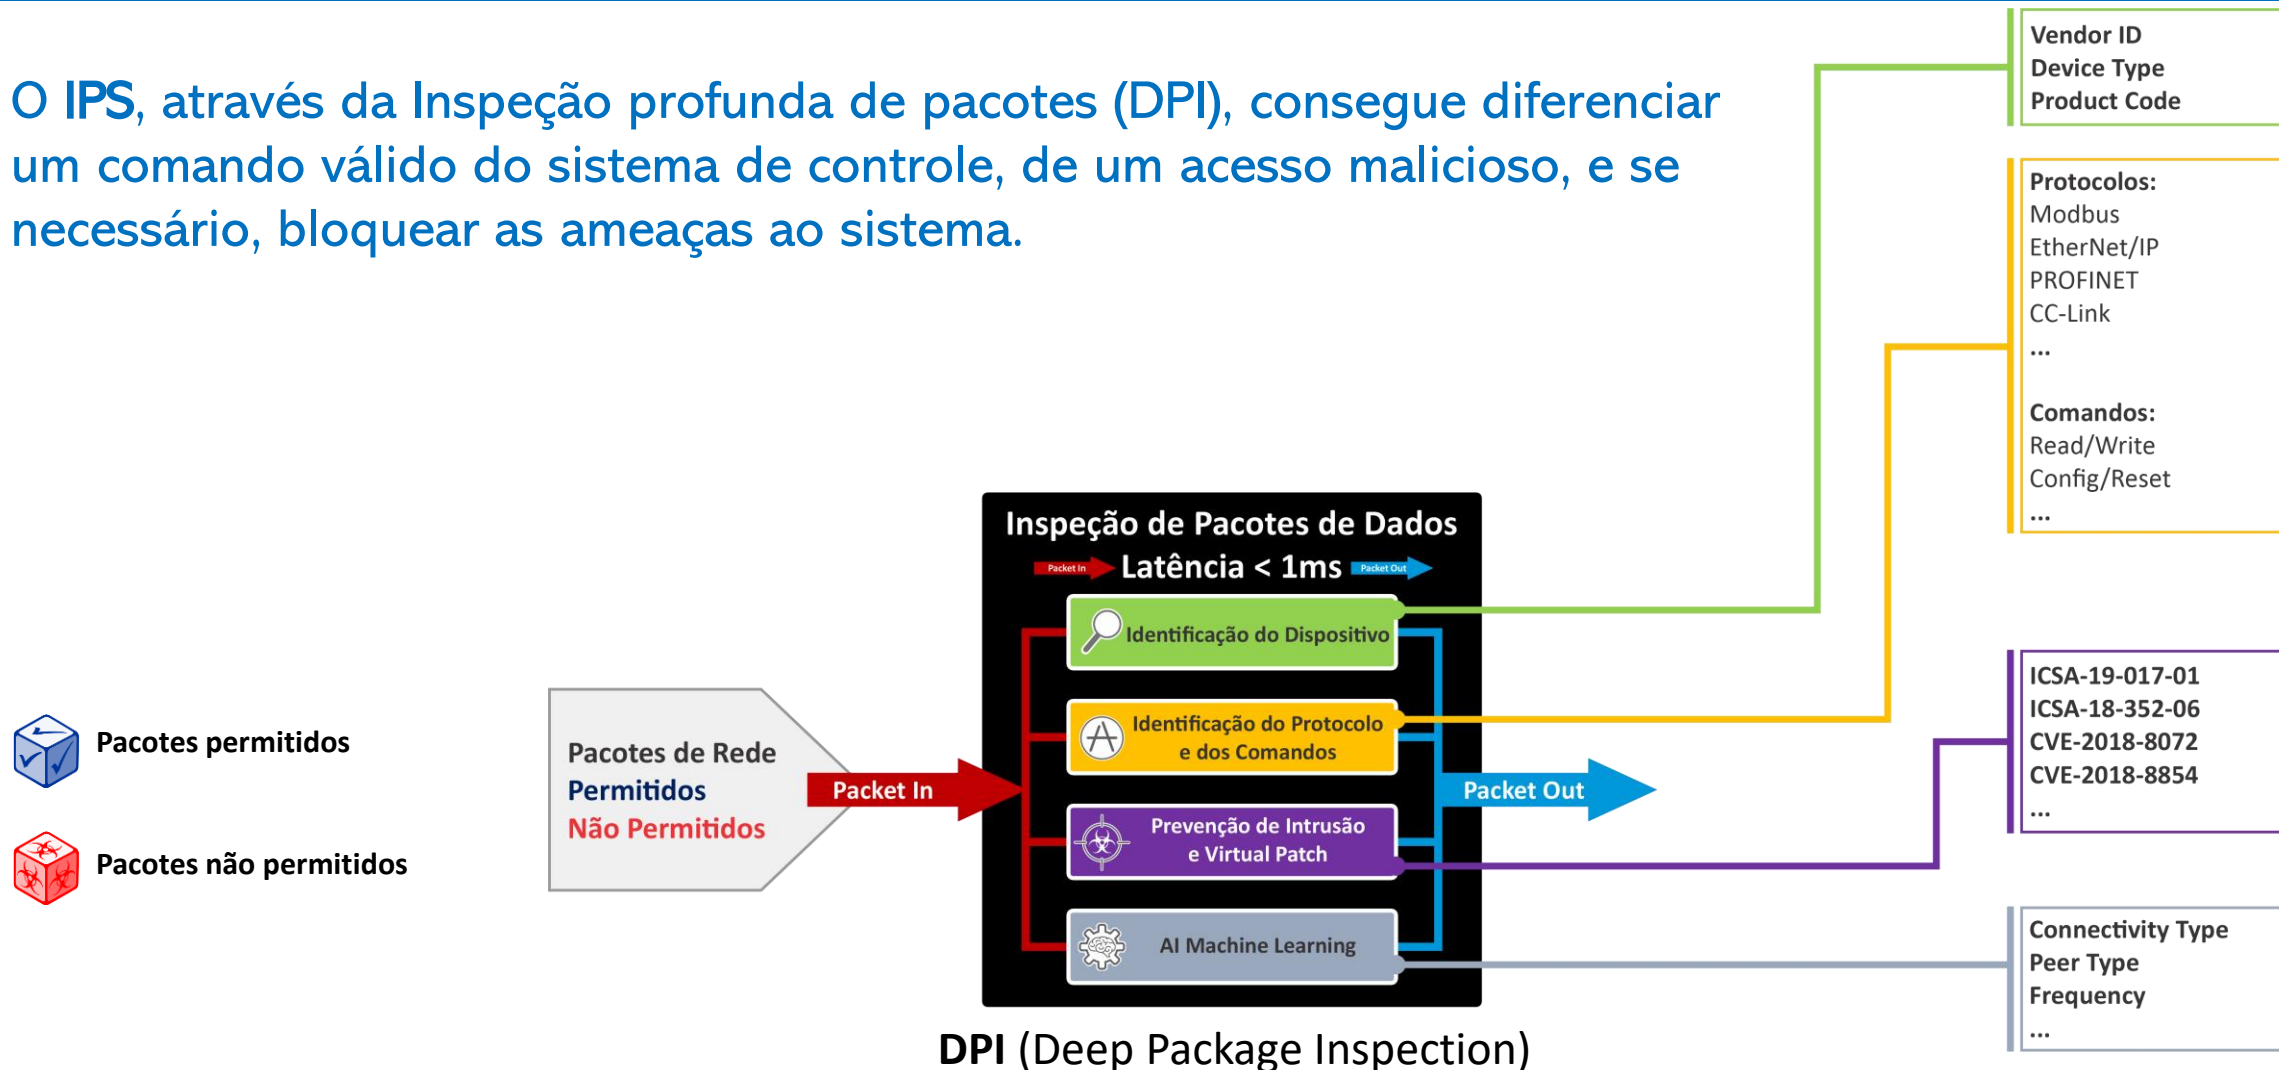 O IPS, através da Inspeção profunda de pacotes (DPI), consegue diferenciar
um comando válido do sistema de controle, de um acesso malicioso, e se
necessário, bloquear as ameaças ao sistema.
Vendor ID
Device Type
Product Code
Protocolos:
Modbus
EtherNet/IP
PROFINET
CC-Link
...
Comandos:
Read/Write
Config/Reset
...
Inspeção de Pacotes de Dados
Packet In
Latência < 1ms
Packet Out
Identificação do Dispositivo
Identificação do Protocolo
e dos Comandos
Prevenção de Intrusão
e Virtual Patch
AI Machine Learning
Pacotes permitidos
Pacotes não permitidos
Pacotes de Rede
Permitidos
Não Permitidos
Packet In
Packet Out
ICSA-19-017-01
ICSA-18-352-06
CVE-2018-8072
CVE-2018-8854
...
Connectivity Type
Peer Type
Frequency
...
DPI (Deep Package Inspection)